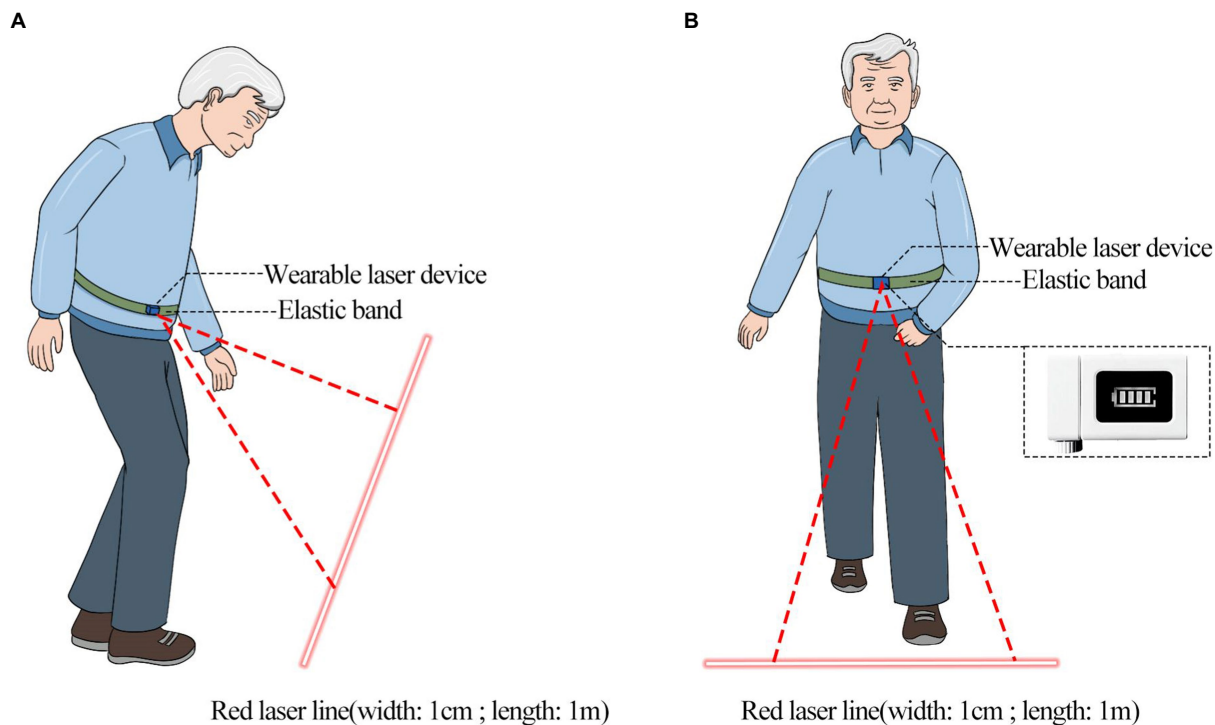 A
Wearable laser device
Elastic band
Red laser line(width: 1cm ; length: 1m)
B
Wearable laser device
Elastic band
Red laser line(width: 1cm ; length: 1m)